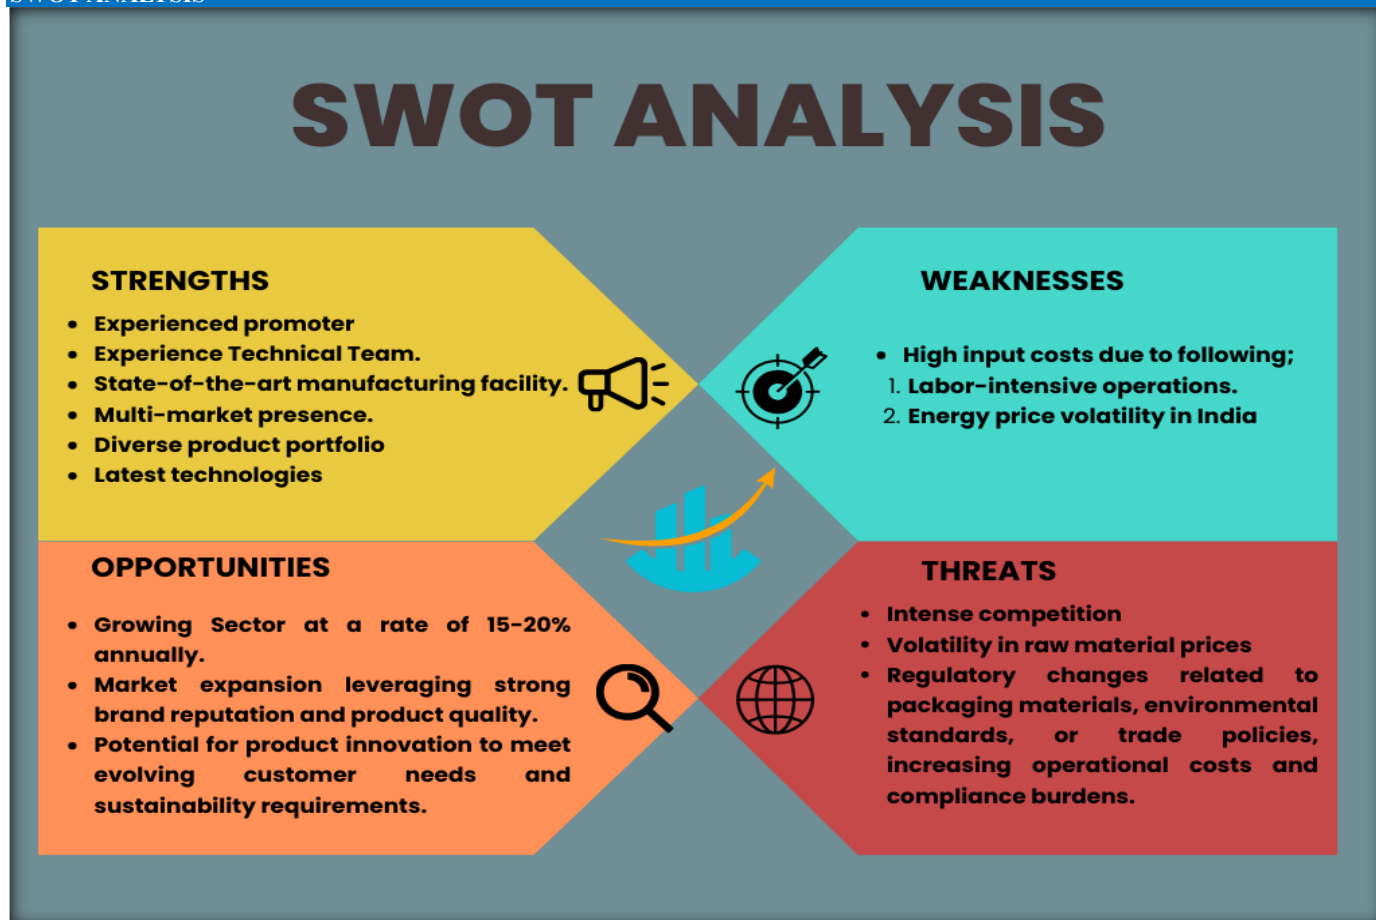 SWOT ANALYSIS
SWOT ANALYSIS
STRENGTHS
• Experienced promoter
• Experience Technical Team.
• State-of-the-art manufacturing facility.
• Multi-market presence.
• Diverse product portfolio
• Latest technologies
WEAKNESSES
• High input costs due to following;
1. Labor-intensive operations.
2. Energy price volatility in India
OPPORTUNITIES
• Growing Sector at a rate of 15-20%
annually.
• Market expansion leveraging strong
brand reputation and product quality.
• Potential for product innovation to meet
evolving customer needs and
sustainability requirements.
THREATS
• Intense competition
• Volatility in raw material prices
• Regulatory changes related to
packaging materials, environmental
standards, or trade policies,
increasing operational costs and
compliance burdens.